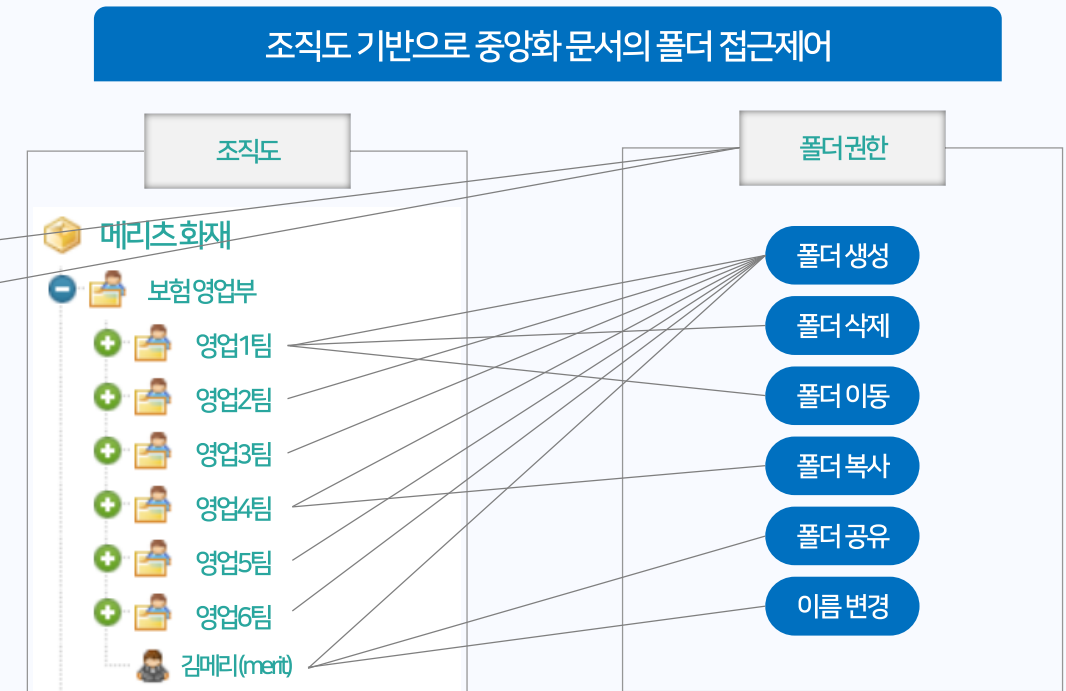 조직도 기반으로 중앙화 문서의 폴더 접근제어
조직도
메리츠 화재
보험 영업부
영업1팀
영업2팀
영업3팀
영업4팀
영업5팀
영업6팀
김메리(merit)
폴더 권한
폴더 생성
폴더 삭제
폴더 이동
폴더 복사
폴더 공유
이름 변경